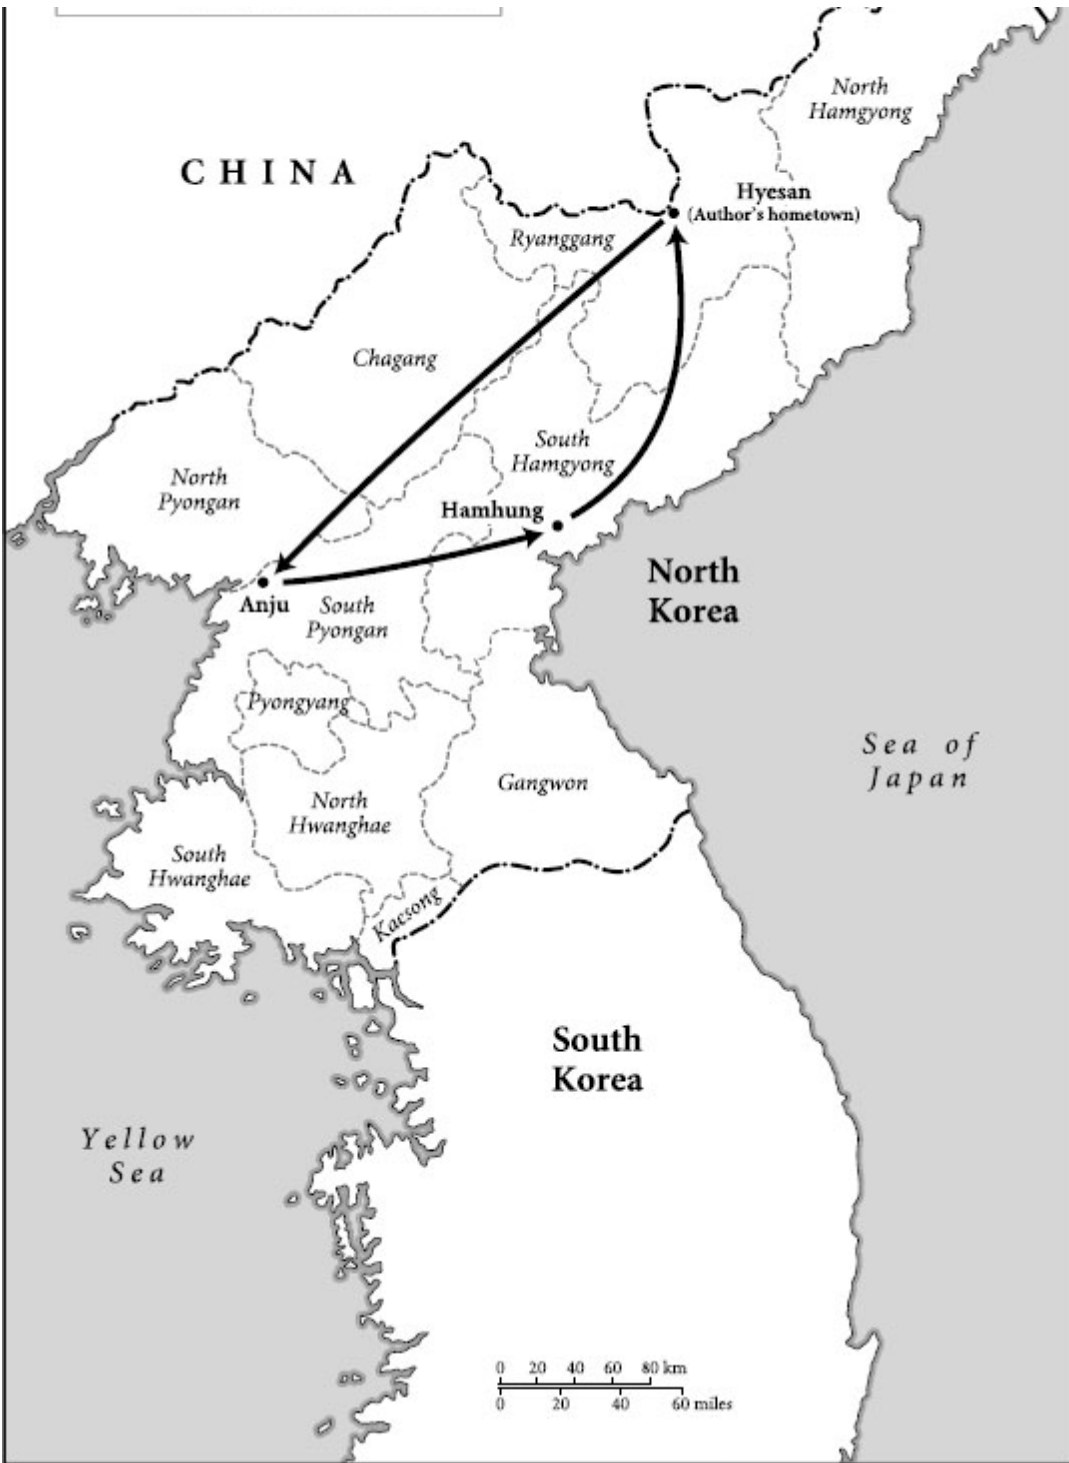 North
Hamgyong
CHINA
Hyesan
(Author's hometown)
Ryanggang
Chagang
South
Hamgyong
North
Pyongan
Hamhung
North
Korea
Anju
South
Pyongan
Pyongyang
Sea of
Japan
Gangwon
North
Hwanghae
South
Hwanghae
Kaesong
South
Korea
Yellow
Sea
0 20 40 60 80 km
0 20 40 60 miles